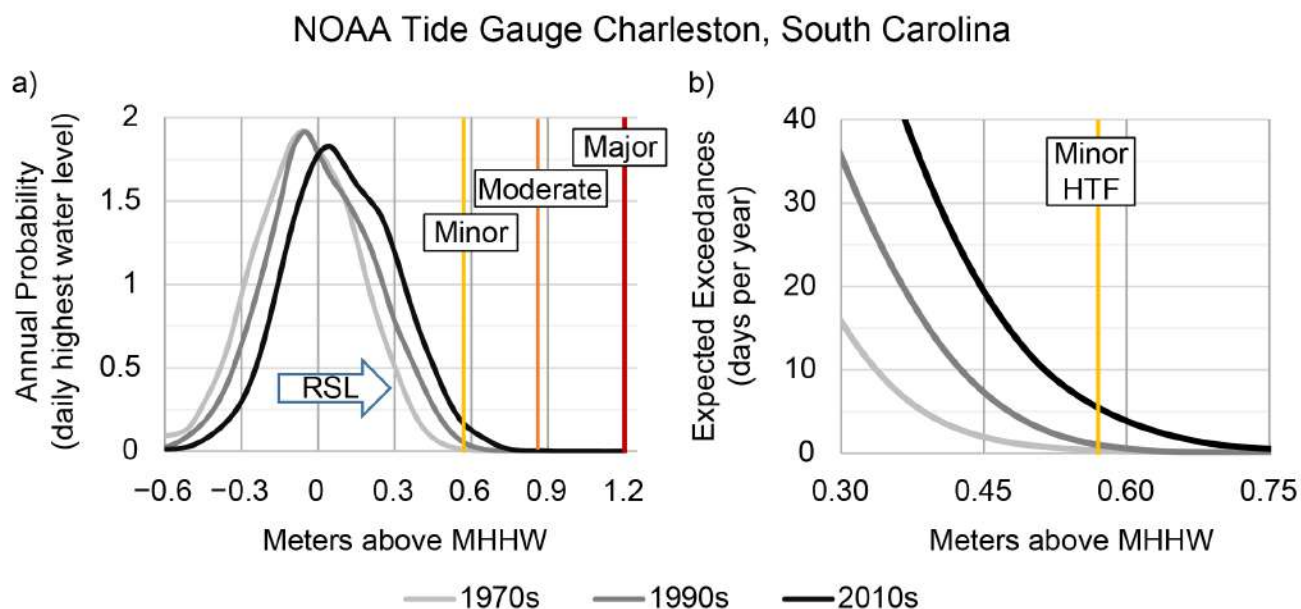 NOAA Tide Gauge Charleston, South Carolina
a)
Annual Probability
(daily highest water level)
2
1.5
1
0.5
0
Minor
Moderate
Major
RSL
−0.6 −0.3 0 0.3 0.6 0.9 1.2
Meters above MHHW
b)
Expected Exceedances
(days per year)
40
30
20
10
0
Minor
HTF
0.30 0.45 0.60 0.75
Meters above MHHW
1970s 1990s 2010s